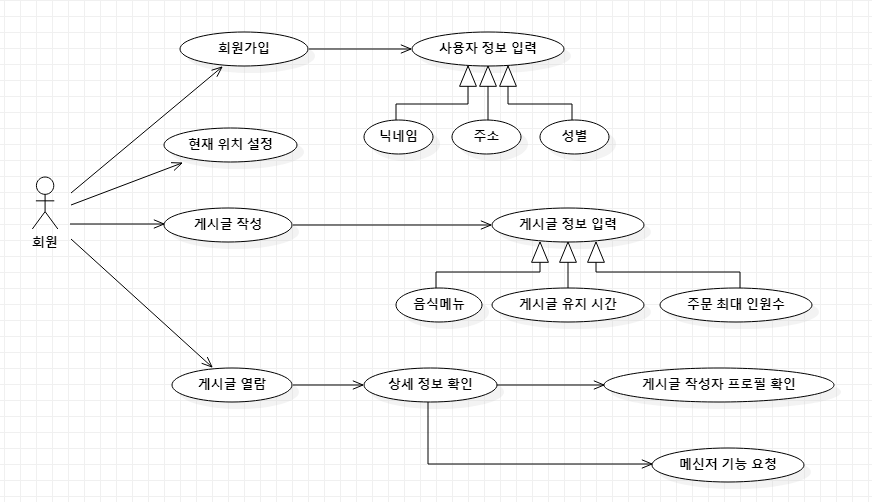 회원가입
사용자 정보 입력
닉네임
주소
성별
현재 위치 설정
회원
게시글 작성
게시글 정보 입력
음식메뉴
게시글 유지 시간
주문 최대 인원수
게시글 열람
상세 정보 확인
게시글 작성자 프로필 확인
메신저 기능 요청